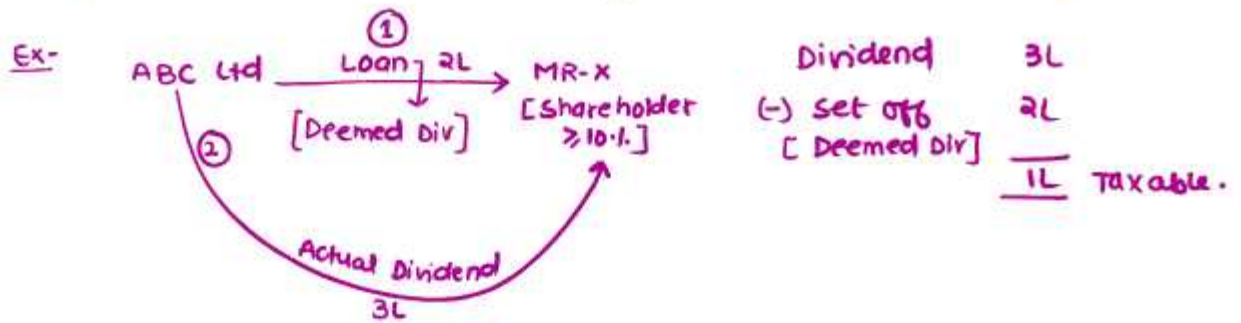 Ex- ABC Ltd ① Loan 2L MR-X
[Shareholder
≥10%]
[Deemed Div]
②
Actual Dividend
3L
Dividend 3L
(-) set off 2L
[Deemed Div]
1L Taxable.